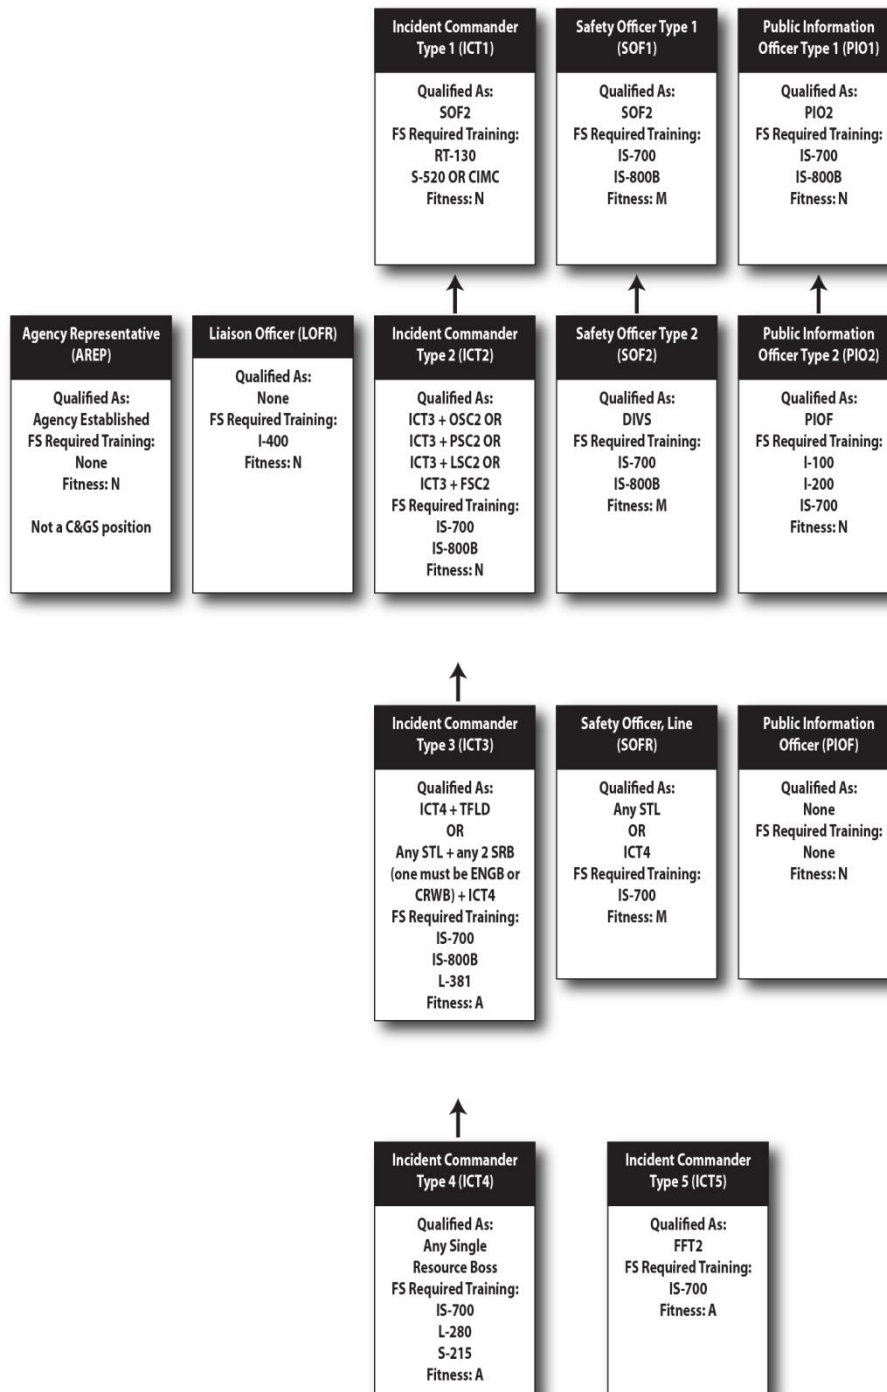 Incident Commander
Type 1 (ICT1)
Qualified As:
SOF2
FS Required Training:
RT-130
S-520 OR CIMC
Fitness: N
Safety Officer Type 1
(SOF1)
Qualified As:
SOF2
FS Required Training:
IS-700
IS-800B
Fitness: M
Public Information
Officer Type 1 (PIO1)
Qualified As:
PIO2
FS Required Training:
IS-700
IS-800B
Fitness: N
Agency Representative
(AREP)
Qualified As:
Agency Established
FS Required Training:
None
Fitness: N
Not a C&GS position
Liaison Officer (LOFR)
Qualified As:
None
FS Required Training:
I-400
Fitness: N
Incident Commander
Type 2 (ICT2)
Qualified As:
ICT3 + OSC2 OR
ICT3 + PSC2 OR
ICT3 + LSC2 OR
ICT3 + FSC2
FS Required Training:
IS-700
IS-800B
Fitness: N
Safety Officer Type 2
(SOF2)
Qualified As:
DIVS
FS Required Training:
IS-700
IS-800B
Fitness: M
Public Information
Officer Type 2 (PIO2)
Qualified As:
PIOF
FS Required Training:
I-100
I-200
IS-700
Fitness: N
Incident Commander
Type 3 (ICT3)
Qualified As:
ICT4 + TFLD
OR
Any STL + any 2 SRB
(one must be ENGB or
CRWB) + ICT4
FS Required Training:
IS-700
IS-800B
L-381
Fitness: A
Safety Officer, Line
(SOFR)
Qualified As:
Any STL
OR
ICT4
FS Required Training:
IS-700
Fitness: M
Public Information
Officer (PIOF)
Qualified As:
None
FS Required Training:
None
Fitness: N
Incident Commander
Type 4 (ICT4)
Qualified As:
Any Single
Resource Boss
FS Required Training:
IS-700
L-280
S-215
Fitness: A
Incident Commander
Type 5 (ICT5)
Qualified As:
FFT2
FS Required Training:
IS-700
Fitness: A